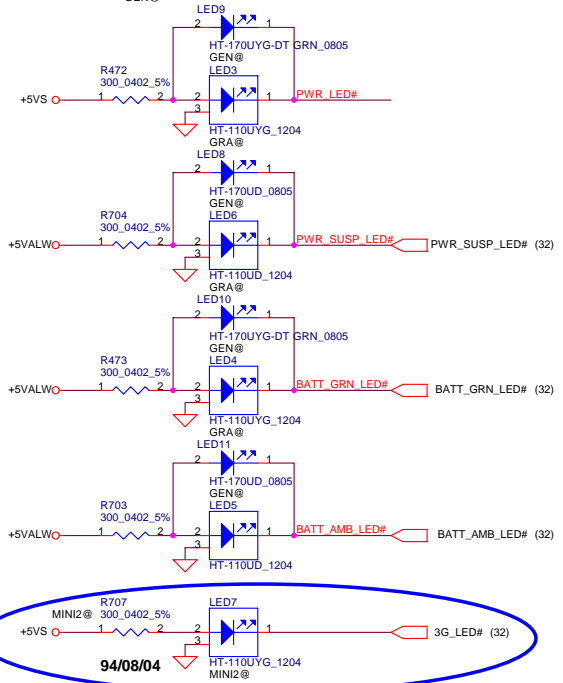 GEN@
LED9
2 1
HT-170UYG-DT GRN_0805
GEN@
R472
300_0402_5%
LED3
+5VS 1 2 2 1 PWR_LED#
3
HT-110UYG_1204
GRA@
LED8
2 1
HT-170UD_0805
GEN@
R704
300_0402_5%
LED6
+5VALW 1 2 2 1 PWR_SUSP_LED# PWR_SUSP_LED# (32)
3
HT-110UD_1204
GRA@
LED10
2 1
HT-170UYG-DT GRN_0805
GEN@
R473
300_0402_5%
LED4
+5VALW 1 2 2 1 BATT_GRN_LED# BATT_GRN_LED# (32)
3
HT-110UYG_1204
GRA@
LED11
2 1
HT-170UD_0805
GEN@
R703
300_0402_5%
LED5
+5VALW 1 2 2 1 BATT_AMB_LED# BATT_AMB_LED# (32)
3
HT-110UD_1204
R707
MINI2@ 300_0402_5%
LED7
+5VS 1 2 2 1 3G_LED# (32)
3
94/08/04
HT-110UYG_1204
MINI2@